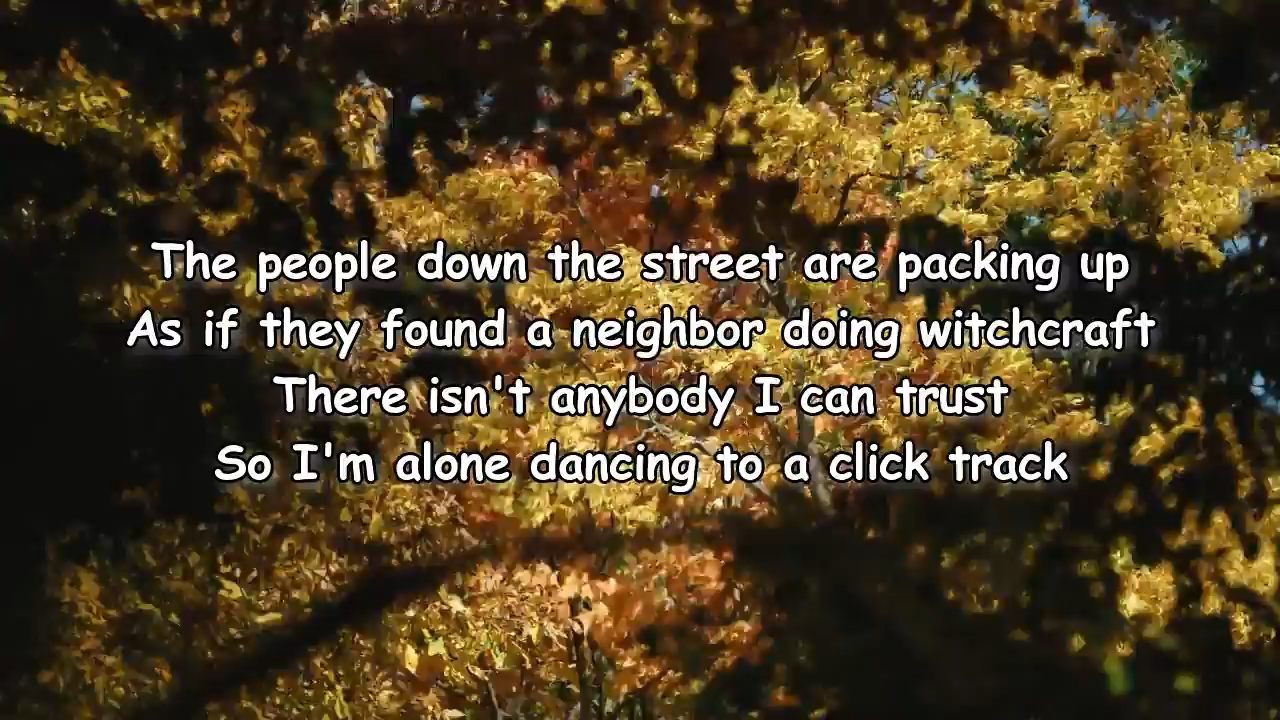 The people down the street are packing up
As if they found a neighbor doing witchcraft
There isn't anybody I can trust
So I'm alone dancing to a click track